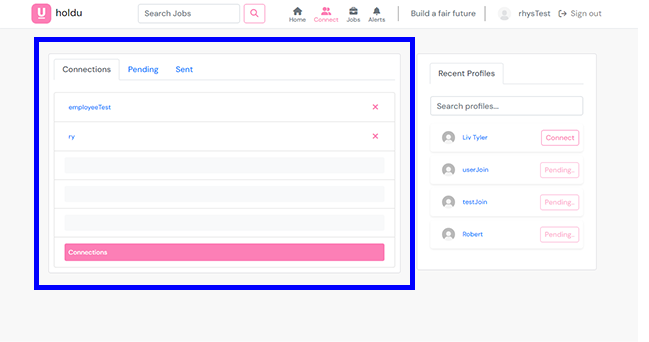 holdu
Search Jobs
Home
Connect
Jobs
Alerts
Build a fair future
rhysTest
Sign out
Connections
Pending
Sent
employeeTest
ry
Connections
Recent Profiles
Search profiles...
Liv Tyler
Connect
userJoin
Pending..
testJoin
Pending..
Robert
Pending..